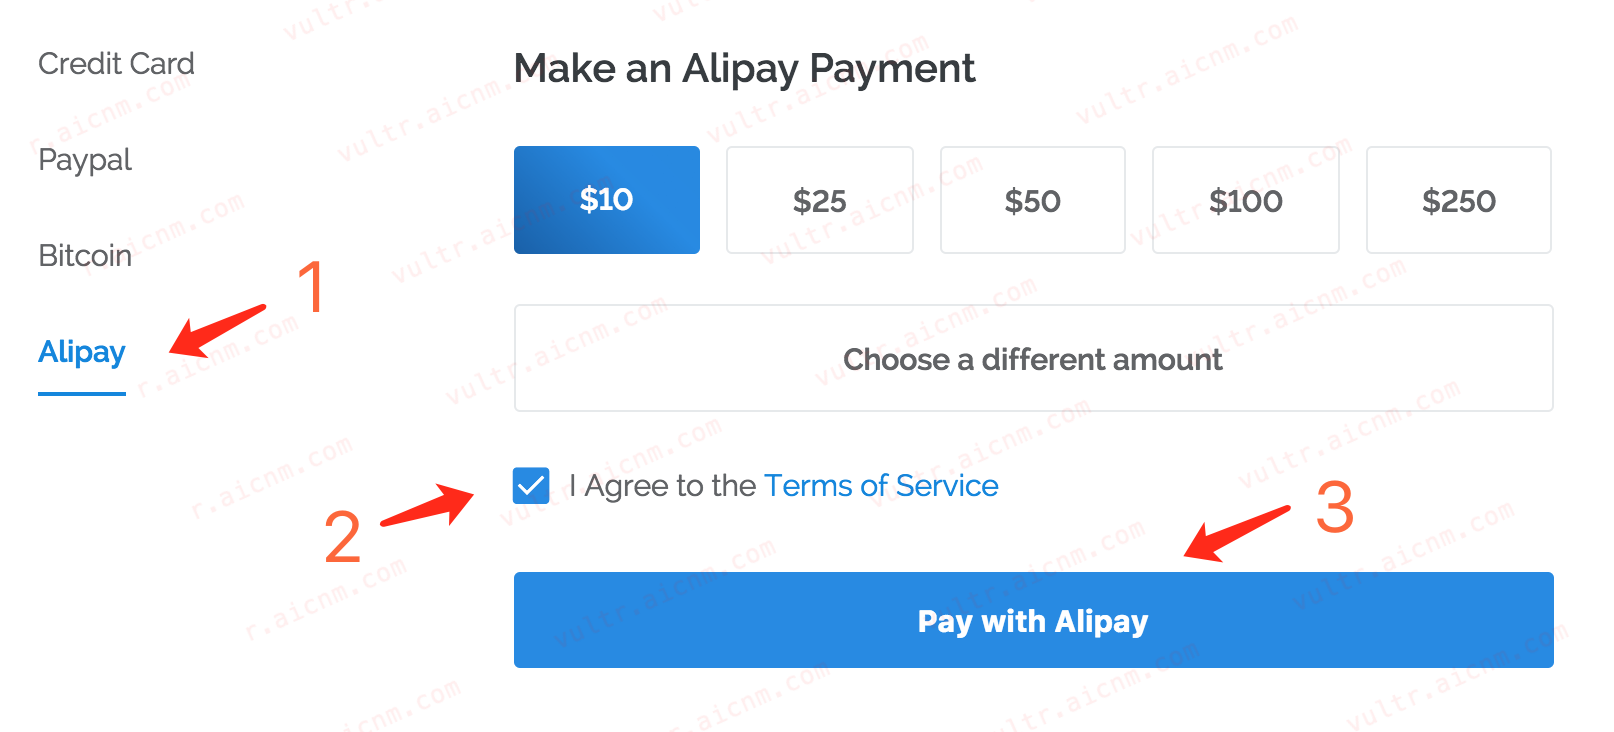 Credit Card
Paypal
Bitcoin
Alipay
1
Make an Alipay Payment
$10 $25 $50 $100 $250
Choose a different amount
2
I Agree to the Terms of Service
3
Pay with Alipay
vultr.aicnm.com